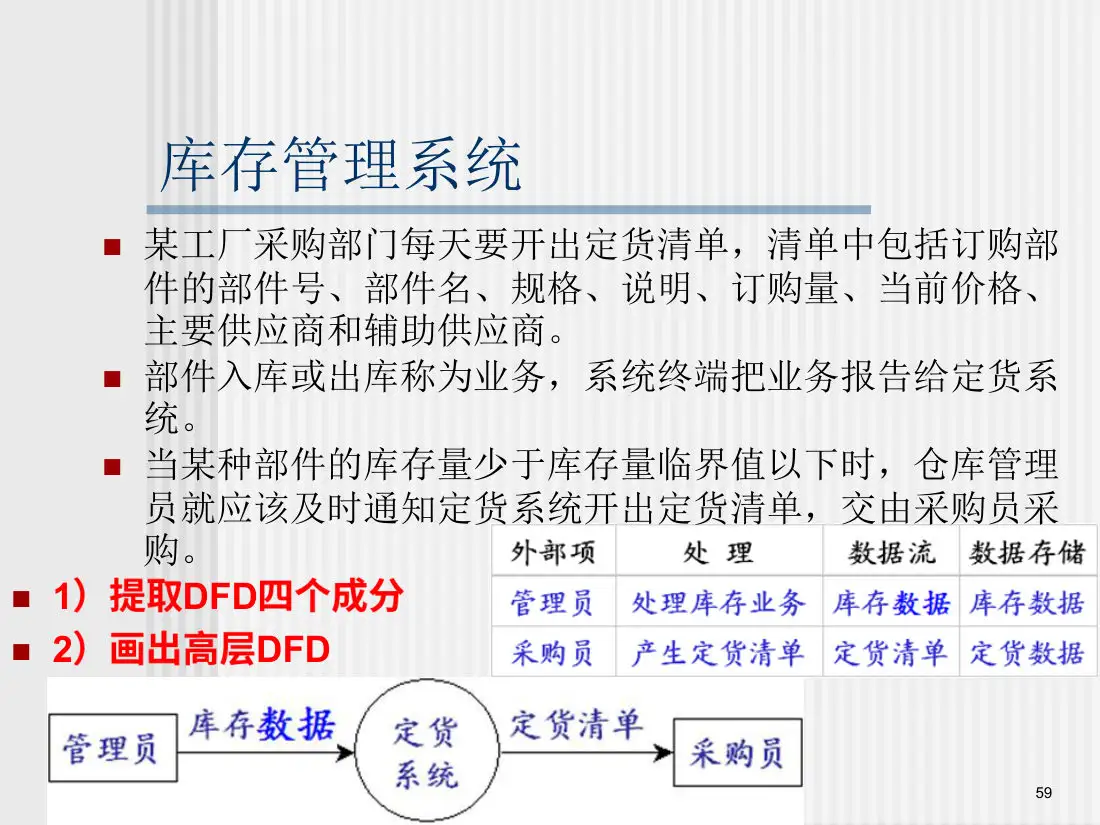 库存管理系统
某工厂采购部门每天要开出定货清单，清单中包括订购部
件的部件号、部件名、规格、说明、订购量、当前价格、
主要供应商和辅助供应商。
部件入库或出库称为业务，系统终端把业务报告给定货系
统。
当某种部件的库存量少于库存量临界值以下时，仓库管理
员就应该及时通知定货系统开出定货清单，交由采购员采
购。
1）提取DFD四个成分
2）画出高层DFD
外部项 处 理 数据流 数据存储
管理员 处理库存业务 库存数据 库存数据
采购员 产生定货清单 定货清单 定货数据
管理员
库存数据
定货
系统
定货清单
采购员
59